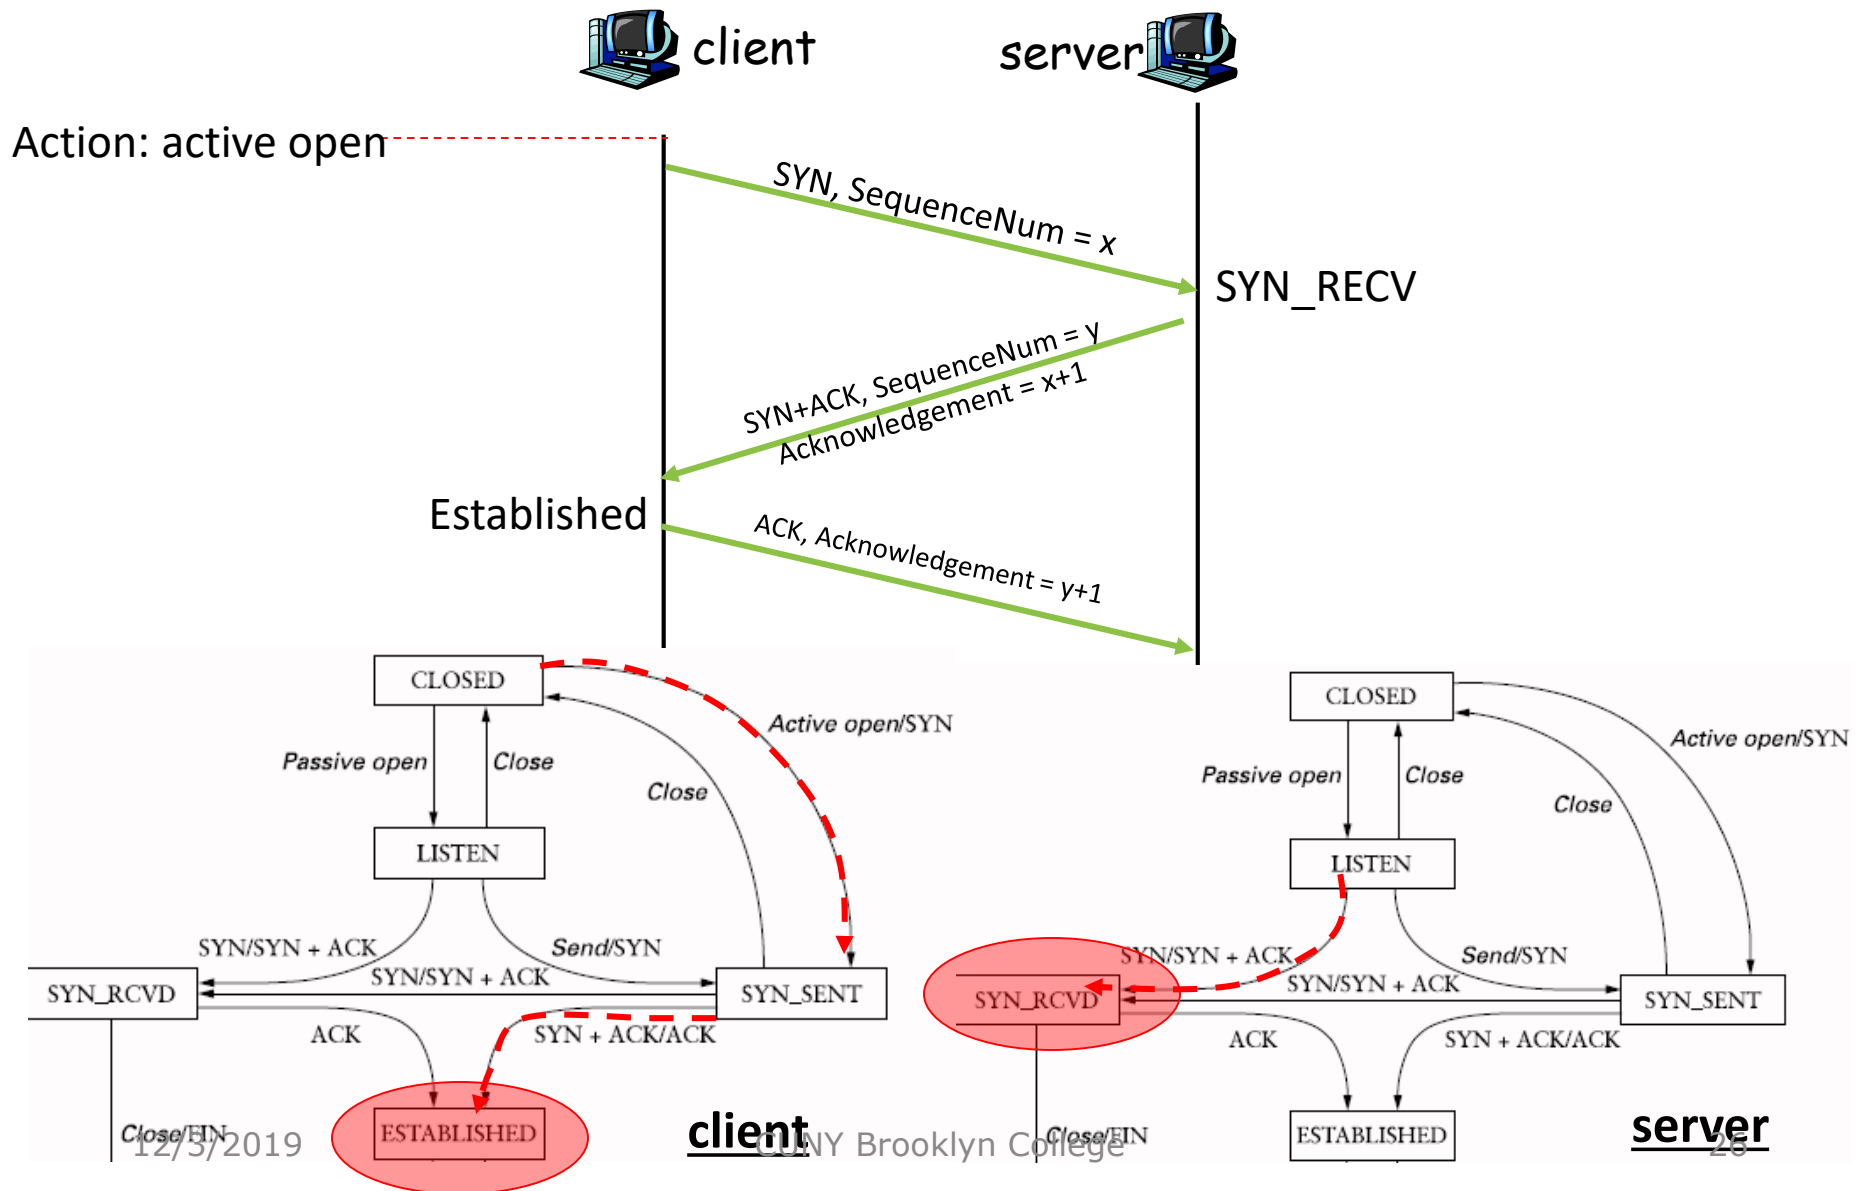 client
server
Action: active open
SYN, SequenceNum = x
SYN_RECV
SYN+ACK, SequenceNum = y
Acknowledgement = x+1
Established
ACK, Acknowledgement = y+1
CLOSED
Active open/SYN
Passive open
Close
Close
LISTEN
SYN/SYN + ACK
Send/SYN
SYN/SYN + ACK
SYN_RCVD
SYN_SENT
ACK
SYN + ACK/ACK
Close/FIN
ESTABLISHED
client
CLOSED
Active open/SYN
Passive open
Close
Close
LISTEN
SYN/SYN + ACK
Send/SYN
SYN/SYN + ACK
SYN_RCVD
SYN_SENT
ACK
SYN + ACK/ACK
Close/FIN
ESTABLISHED
server
12/3/2019
CUNY Brooklyn College
26